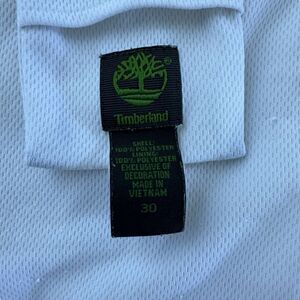 ®
Timberland
SHELL:
100% POLYESTER
LINING:
100% POLYESTER
EXCLUSIVE OF
DECORATION
MADE IN
VIETNAM
30